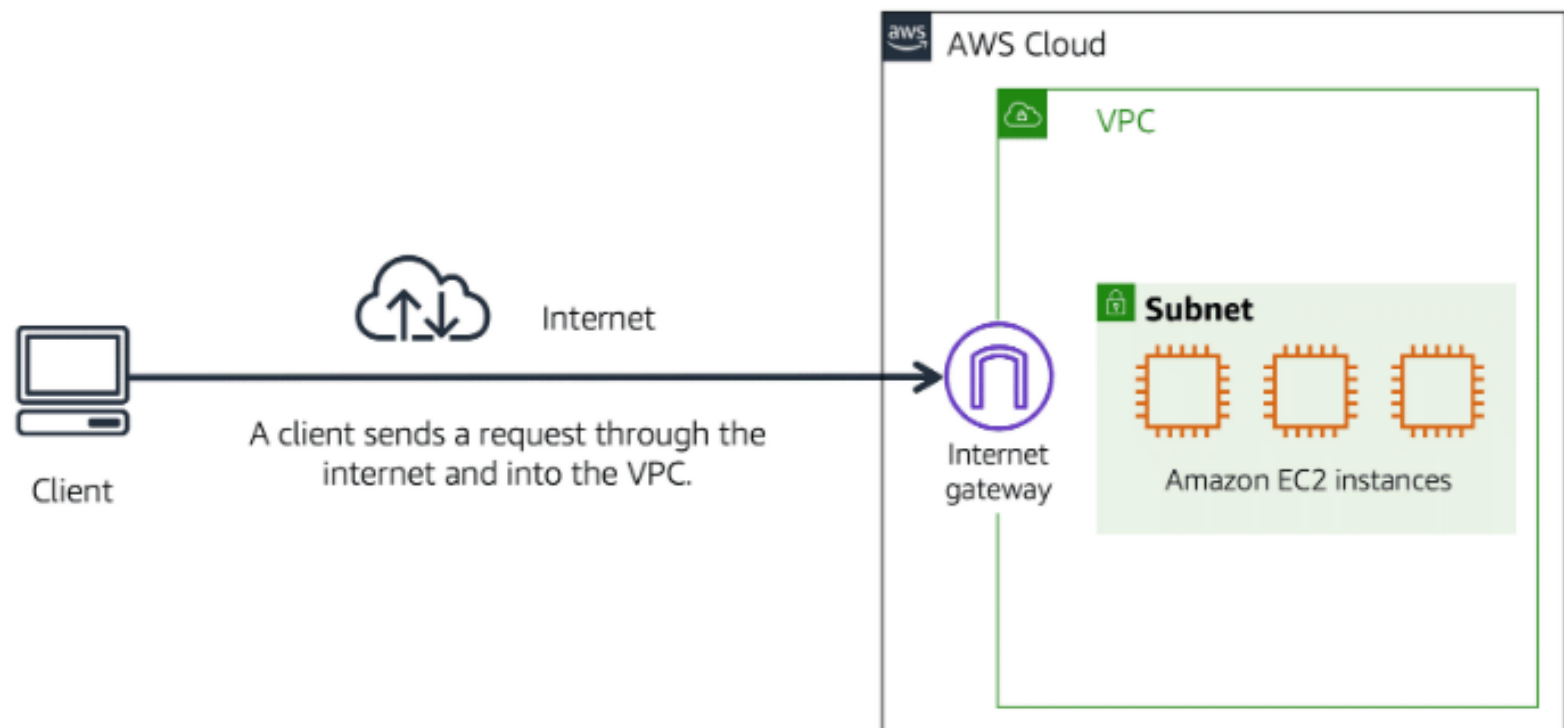 aws
AWS Cloud
VPC
Internet
Subnet
A client sends a request through the
internet and into the VPC.
Client
Internet
gateway
Amazon EC2 instances